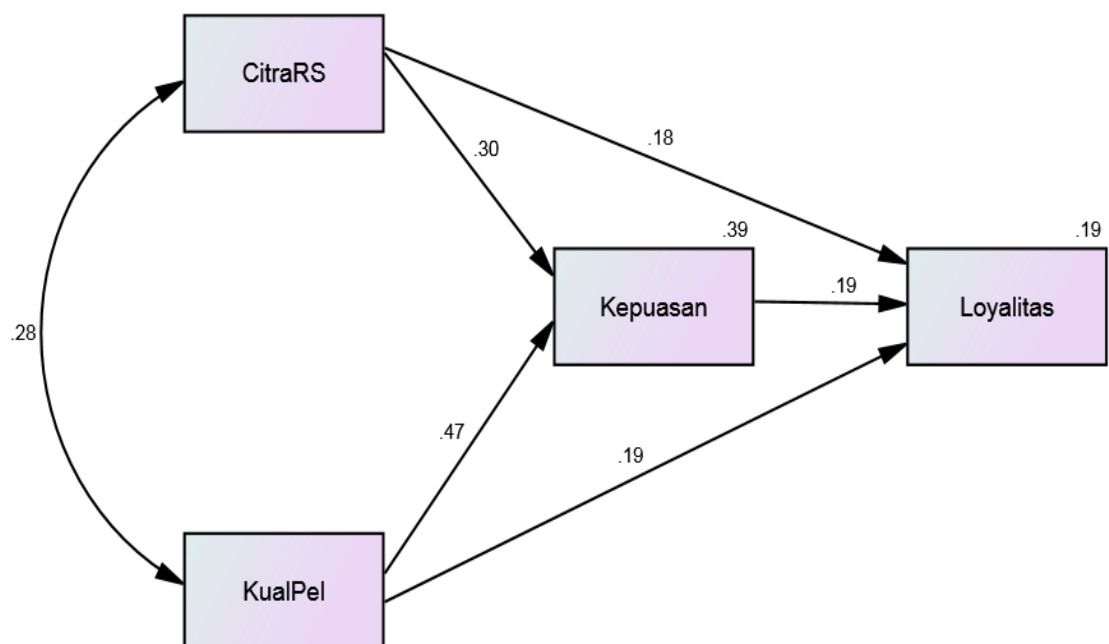 CitraRS
.18
.30
.39
.19
.19
Kepuasan
Loyalitas
.28
.47
.19
KualPel